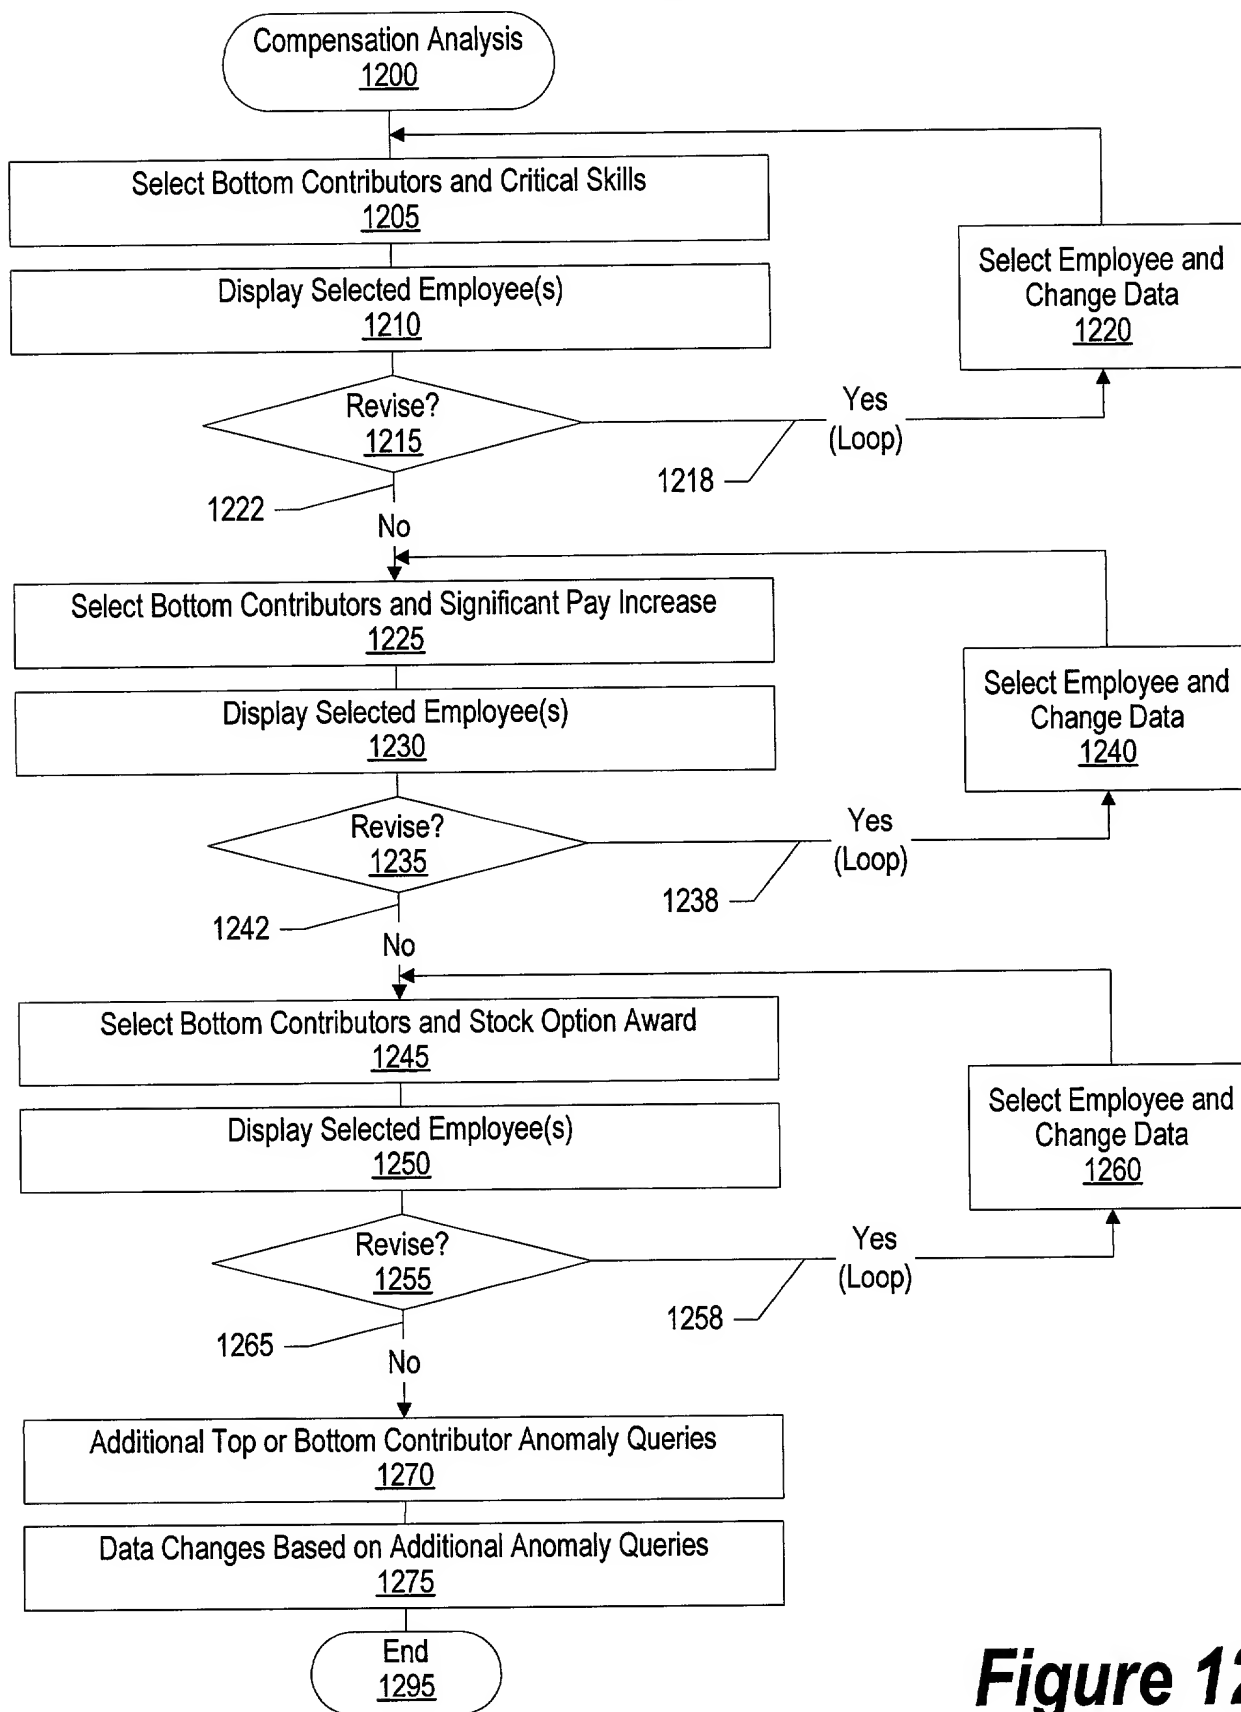 Compensation Analysis
1200
Select Bottom Contributors and Critical Skills
1205
Select Employee and
Change Data
1220
Display Selected Employee(s)
1210
Revise?
1215
Yes
(Loop)
1218
1222
No
Select Bottom Contributors and Significant Pay Increase
1225
Select Employee and
Change Data
1240
Display Selected Employee(s)
1230
Revise?
1235
Yes
(Loop)
1238
1242
No
Select Bottom Contributors and Stock Option Award
1245
Select Employee and
Change Data
1260
Display Selected Employee(s)
1250
Revise?
1255
Yes
(Loop)
1258
1265
No
Additional Top or Bottom Contributor Anomaly Queries
1270
Data Changes Based on Additional Anomaly Queries
1275
End
1295
Figure 12